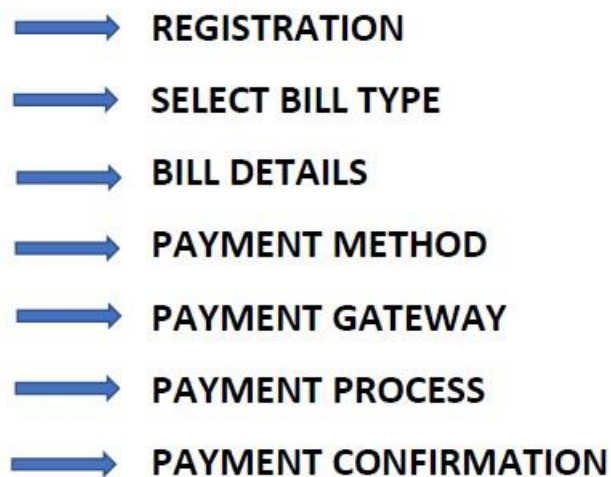 REGISTRATION
SELECT BILL TYPE
BILL DETAILS
PAYMENT METHOD
PAYMENT GATEWAY
PAYMENT PROCESS
PAYMENT CONFIRMATION